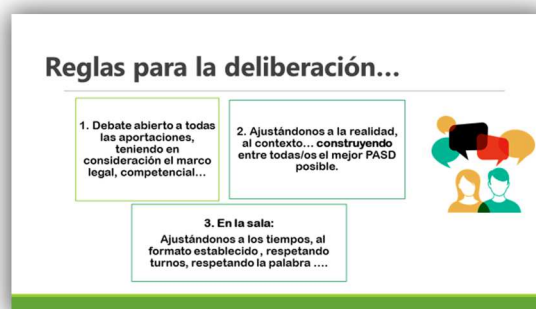 Reglas para la deliberación...
1. Debate abierto a todas
las aportaciones,
teniendo en
consideración el marco
legal, competencial...
2. Ajustándonos a la realidad,
al contexto... construyendo
entre todas/os el mejor PASD
posible.
3. En la sala:
Ajustándonos a los tiempos, al
formato establecido , respetando
turnos, respetando la palabra ....